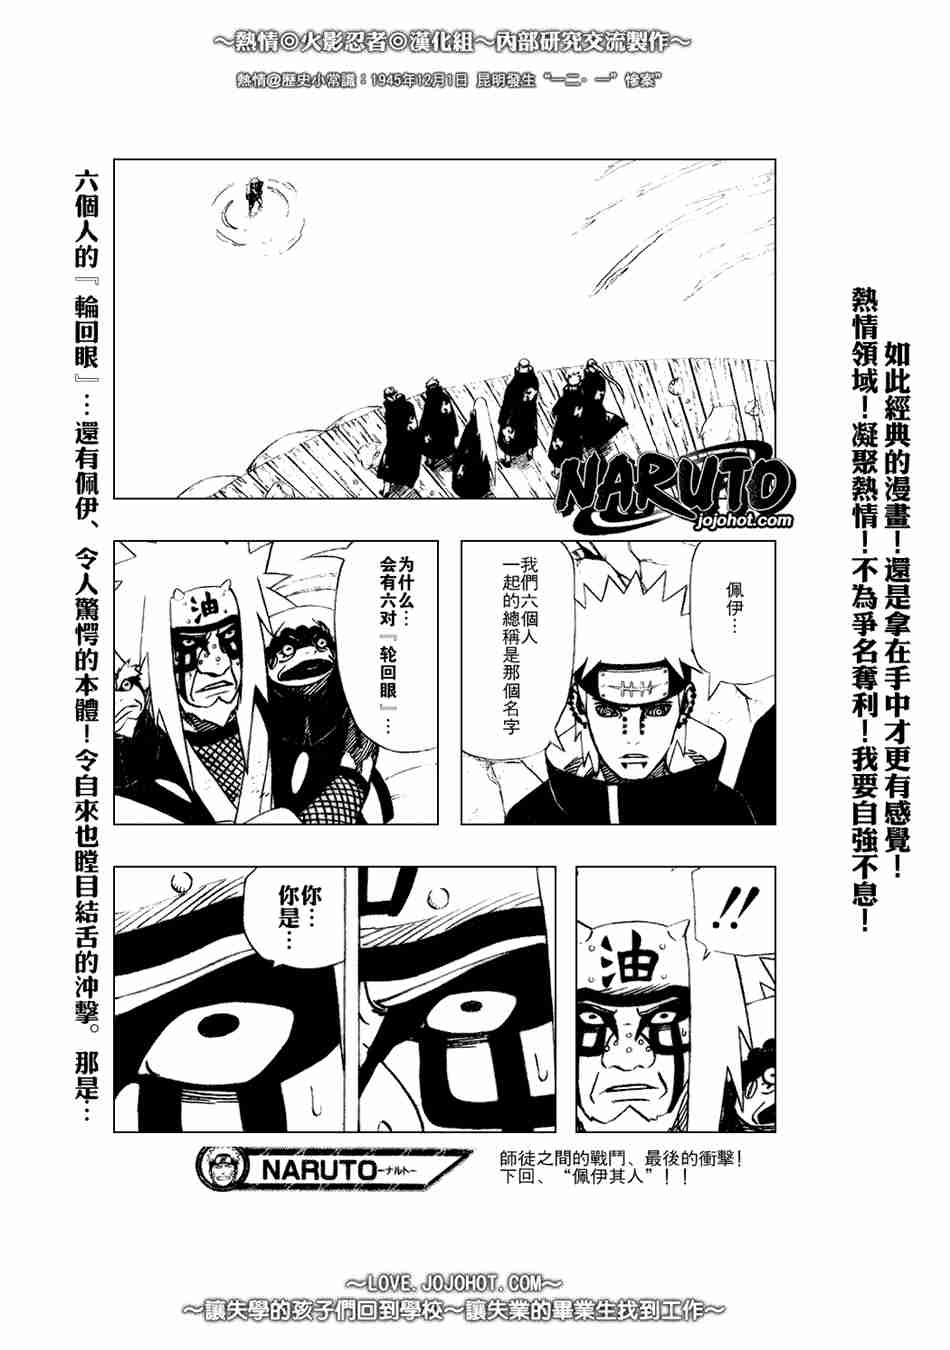 ～熱情◎火影忍者◎漢化組～內部研究交流製作～
熱情@歷史小常識：1945年12月1日 昆明發生“一二·一”慘案”
如此經典的漫畫！還是拿在手中才更有感覺！
熱情領域！凝聚熱情！不為爭名奪利！我要自強不息！
NARUTO
jojohot.com
佩伊…
我們六個人
一起的總稱是那個名字
为什么…
会有六对『轮回眼』…
油
!!
油
你…
你是…
六個人的『輪回眼』…還有佩伊、令人驚愕的本體！令自來也瞠目結舌的沖擊。那是…
NARUTO－ナルト－
師徒之間的戰鬥、最後的衝擊！
下回、“佩伊其人”！！
～LOVE.JOJOHOT.COM～
～讓失學的孩子們回到學校～讓失業的畢業生找到工作～